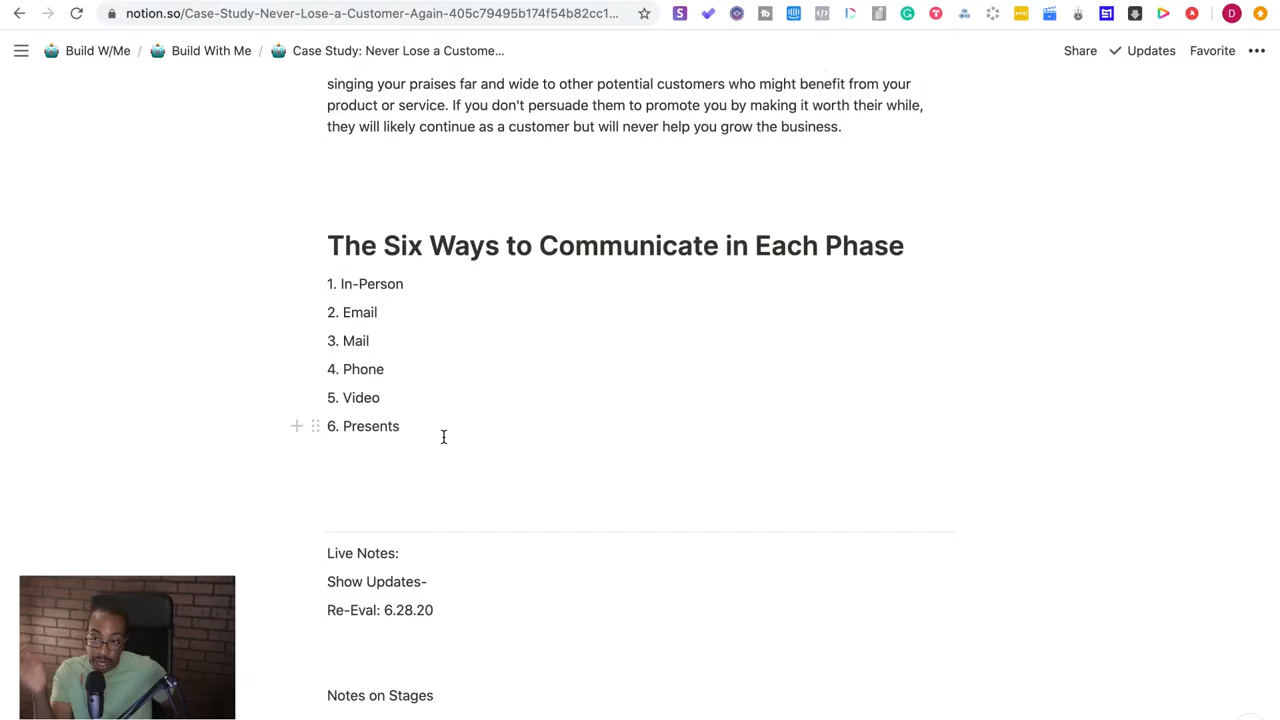 notion.so/Case-Study-Never-Lose-a-Customer-Again-405c79495b174f54b82cc1...
Build W/Me / Build With Me / Case Study: Never Lose a Custome... Share Updates Favorite
singing your praises far and wide to other potential customers who might benefit from your
product or service. If you don't persuade them to promote you by making it worth their while,
they will likely continue as a customer but will never help you grow the business.
The Six Ways to Communicate in Each Phase
1. In-Person
2. Email
3. Mail
4. Phone
5. Video
6. Presents
Live Notes:
Show Updates-
Re-Eval: 6.28.20
Notes on Stages